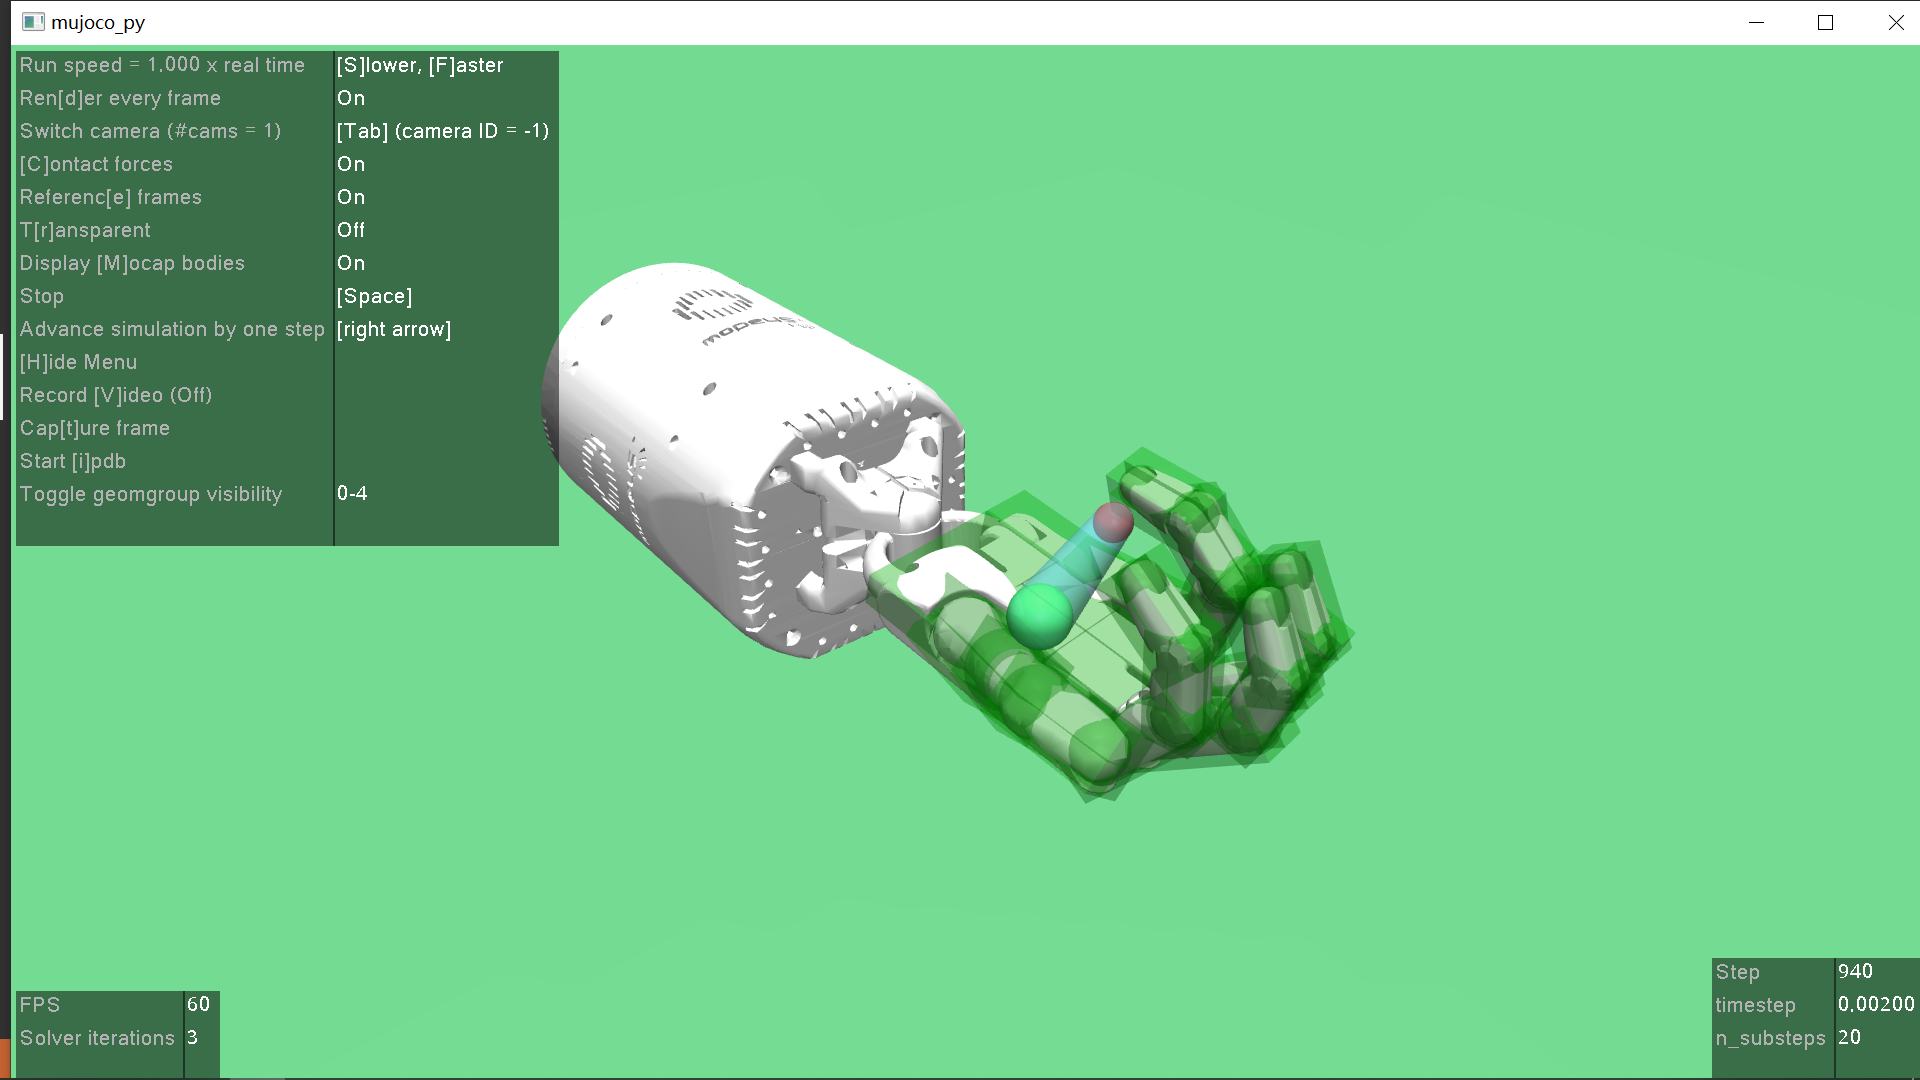 mujoco_py
Run speed = 1.000 x real time [S]lower, [F]aster
Ren[d]er every frame On
Switch camera (#cams = 1) [Tab] (camera ID = -1)
[C]ontact forces On
Referenc[e] frames On
T[r]ansparent Off
Display [M]ocap bodies On
Stop [Space]
Advance simulation by one step [right arrow]
[H]ide Menu
Record [V]ideo (Off)
Cap[t]ure frame
Start [i]pdb
Toggle geomgroup visibility 0-4
Shadow
FPS 60
Solver iterations 3
Step 940
timestep 0.00200
n_substeps 20